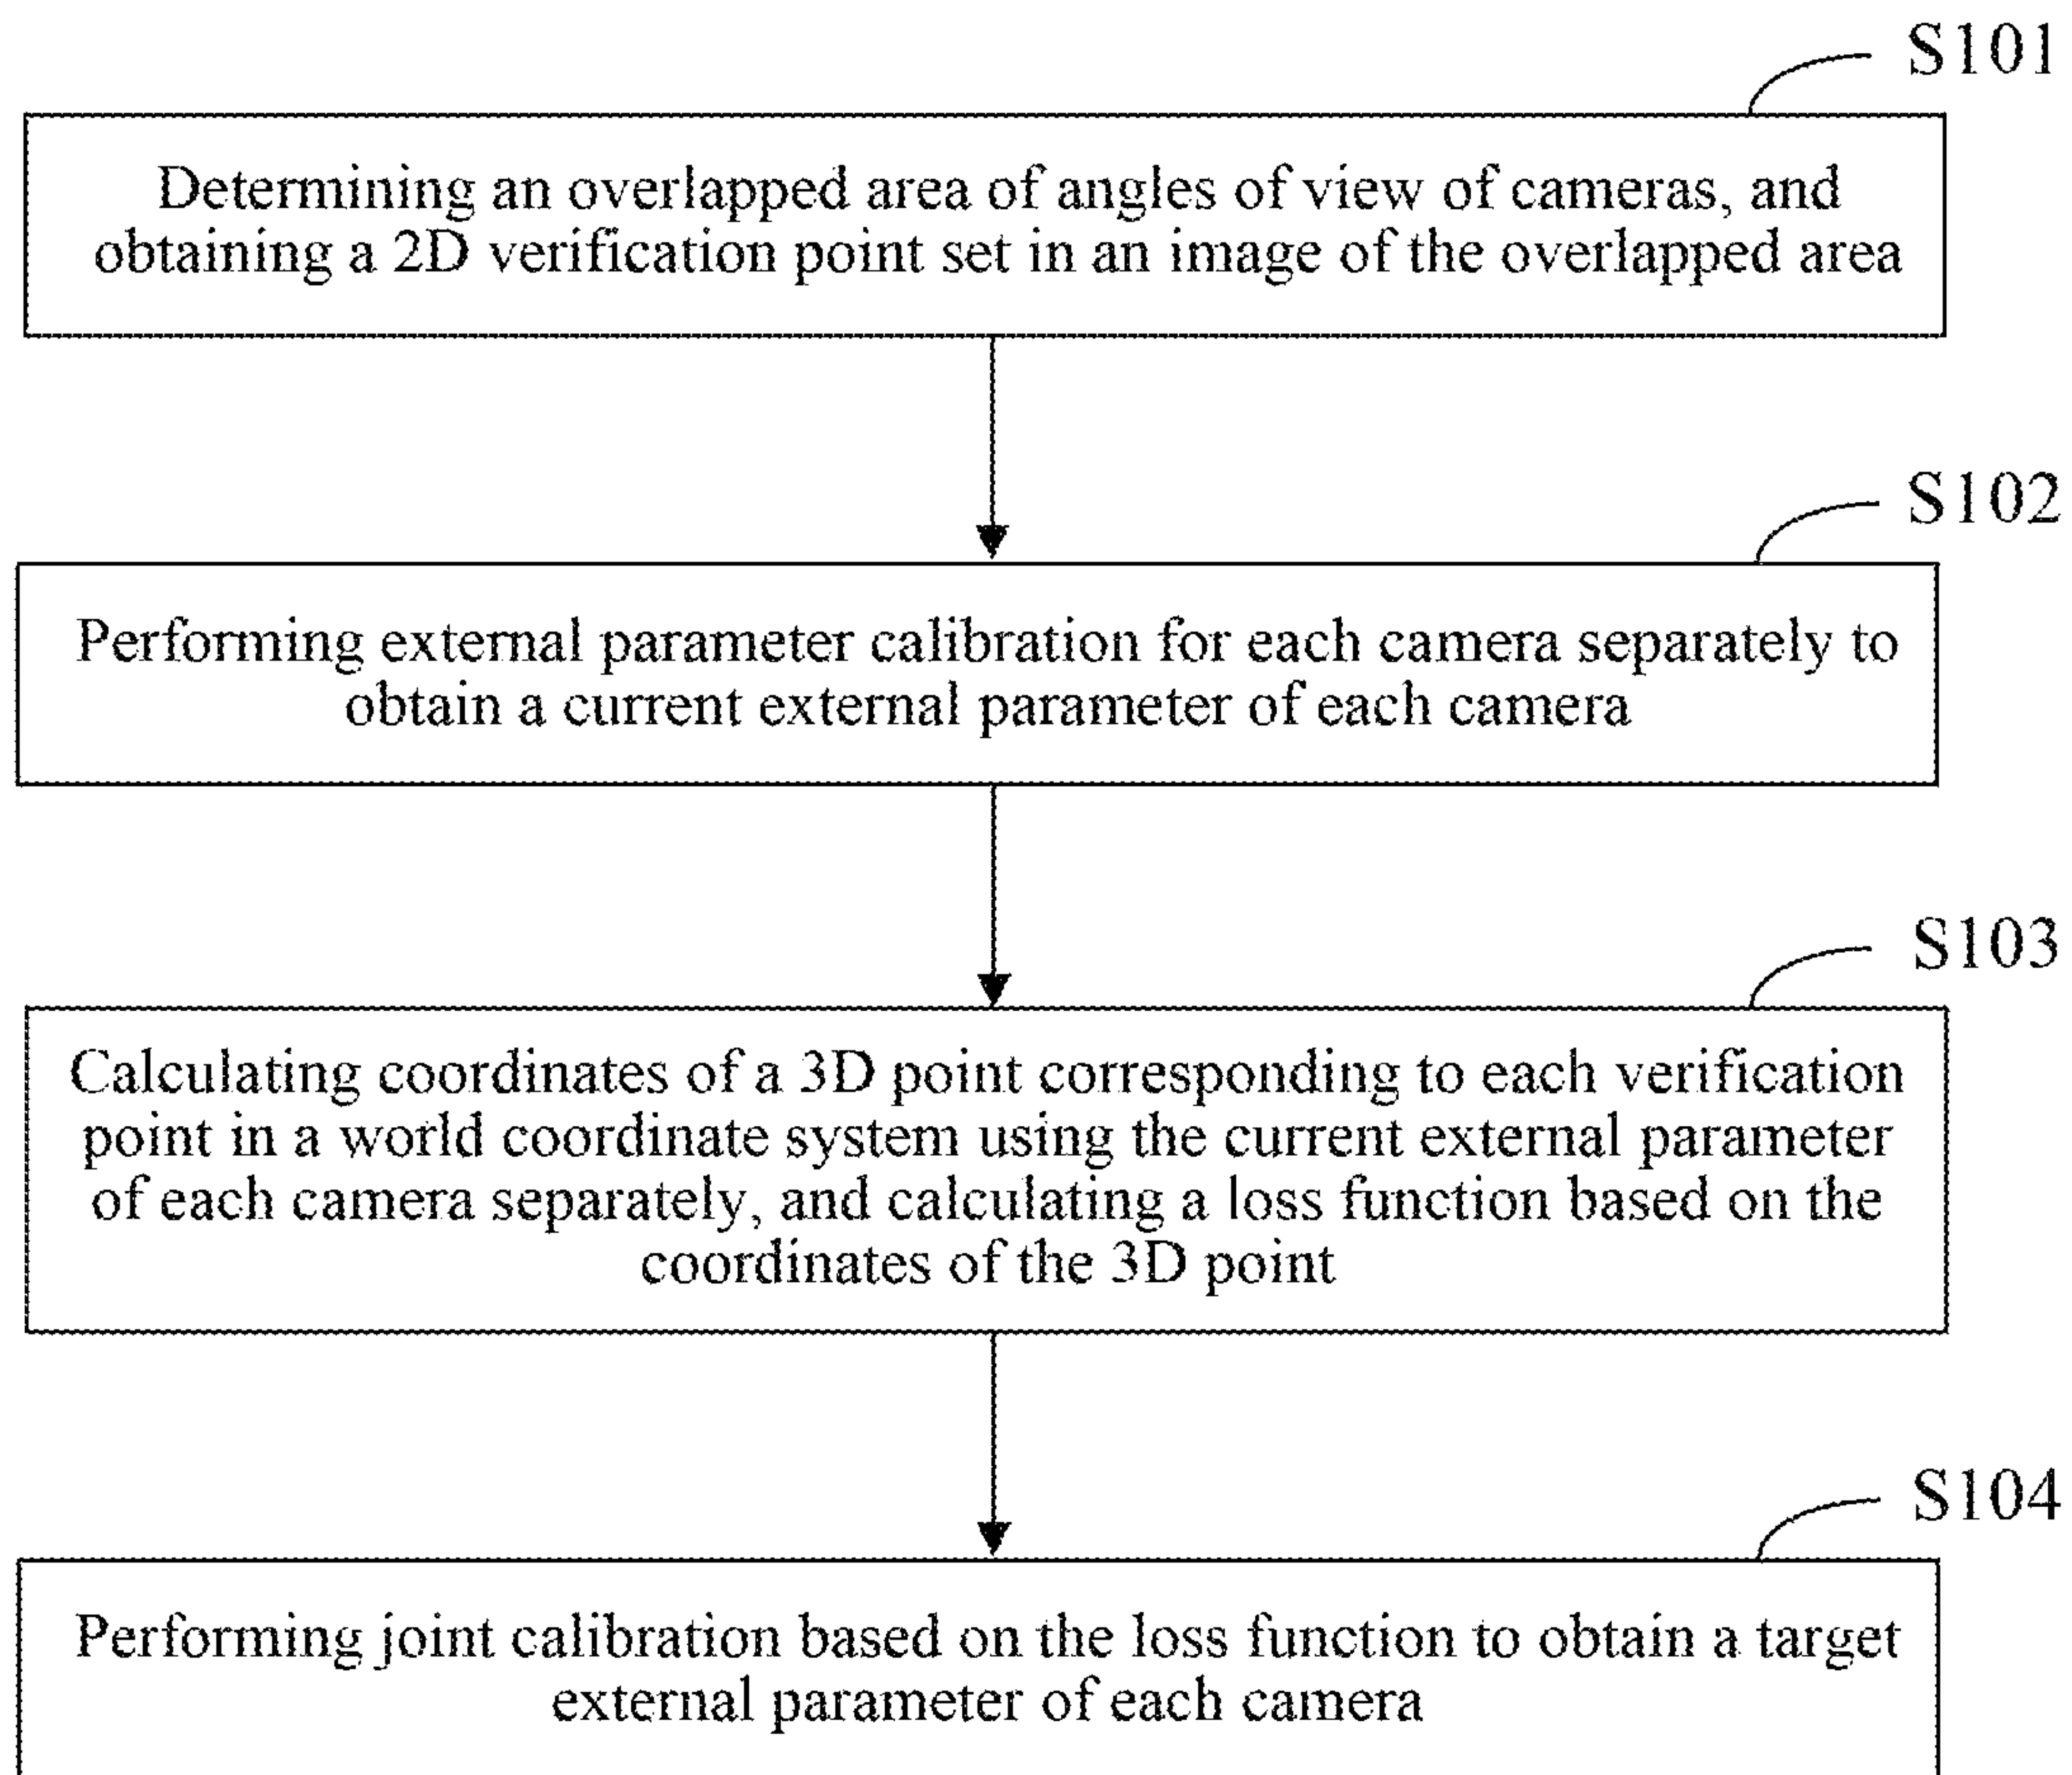 S101
Determining an overlapped area of angles of view of cameras, and
obtaining a 2D verification point set in an image of the overlapped area
S102
Performing external parameter calibration for each camera separately to
obtain a current external parameter of each camera
S103
Calculating coordinates of a 3D point corresponding to each verification
point in a world coordinate system using the current external parameter
of each camera separately, and calculating a loss function based on the
coordinates of the 3D point
S104
Performing joint calibration based on the loss function to obtain a target
external parameter of each camera